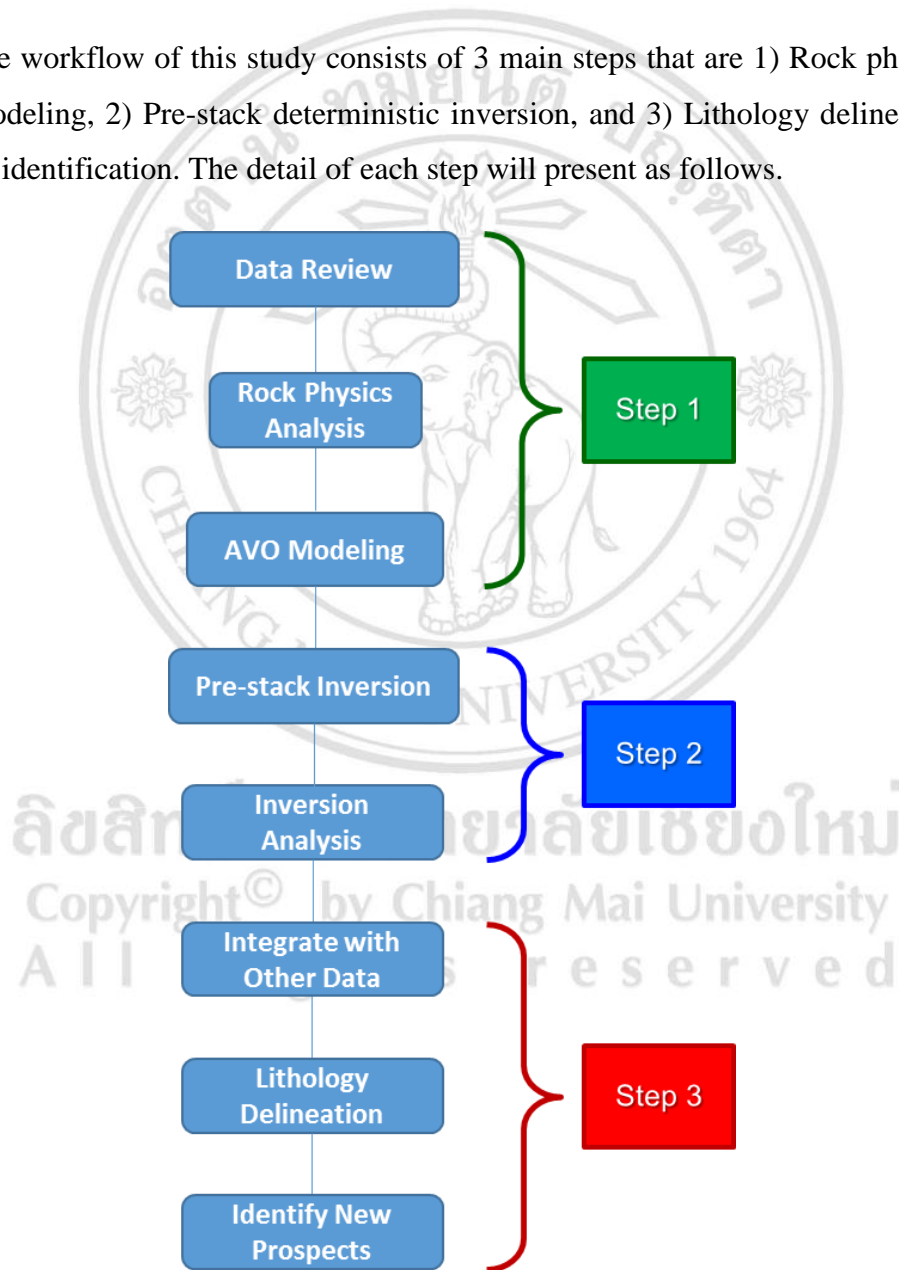 e workflow of this study consists of 3 main steps that are 1) Rock ph
odeling, 2) Pre-stack deterministic inversion, and 3) Lithology deline
identification. The detail of each step will present as follows.
Data Review
Rock Physics
Analysis
AVO Modeling
Step 1
Pre-stack Inversion
Inversion
Analysis
Step 2
Integrate with
Other Data
Lithology
Delineation
Identify New
Prospects
Step 3
UNIVERSITY 1964
Copyright© by Chiang Mai University
All s reserved